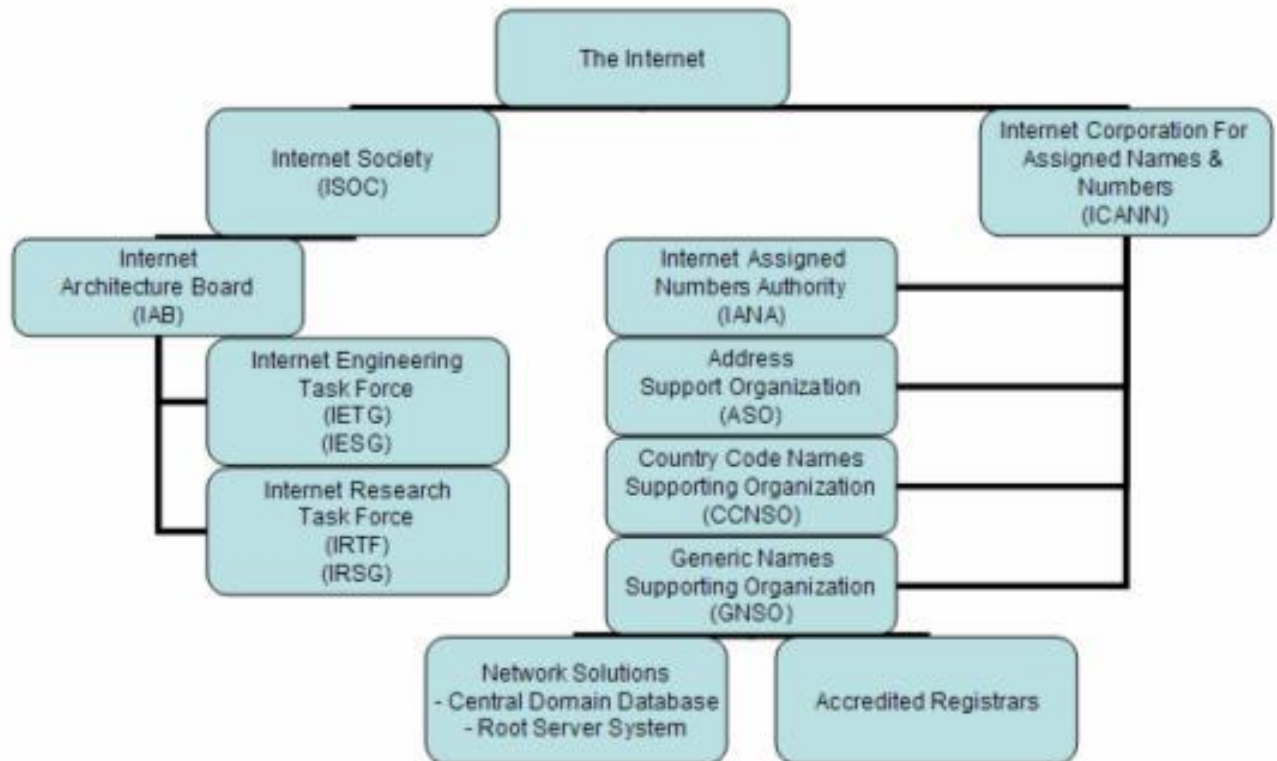 The Internet
Internet Society
(ISOC)
Internet Corporation For
Assigned Names &
Numbers
(ICANN)
Internet
Architecture Board
(IAB)
Internet Engineering
Task Force
(IETG)
(IESG)
Internet Research
Task Force
(IRTF)
(IRSG)
Internet Assigned
Numbers Authority
(IANA)
Address
Support Organization
(ASO)
Country Code Names
Supporting Organization
(CCNSO)
Generic Names
Supporting Organization
(GNSO)
Network Solutions
- Central Domain Database
- Root Server System
Accredited Registrars